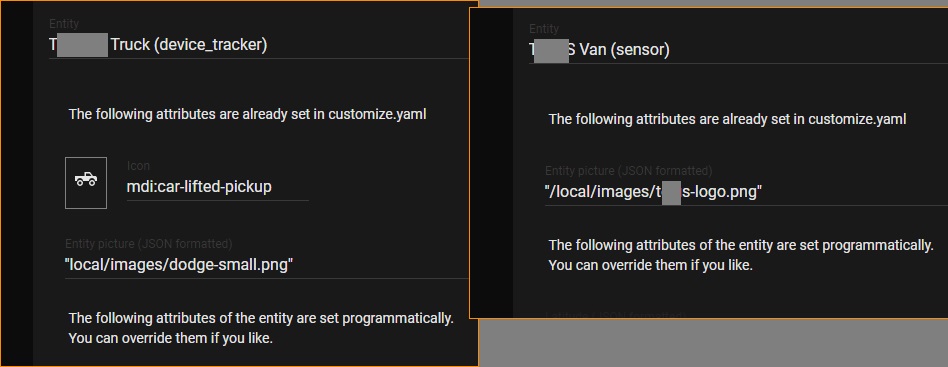 Entity
Truck (device_tracker)
The following attributes are already set in customize.yaml
Icon
mdi:car-lifted-pickup
Entity picture (JSON formatted)
"local/images/dodge-small.png"
The following attributes of the entity are set programmatically.
You can override them if you like.
Entity
Van (sensor)
The following attributes are already set in customize.yaml
Entity picture (JSON formatted)
"/local/images/t s-logo.png"
The following attributes of the entity are set programmatically.
You can override them if you like.